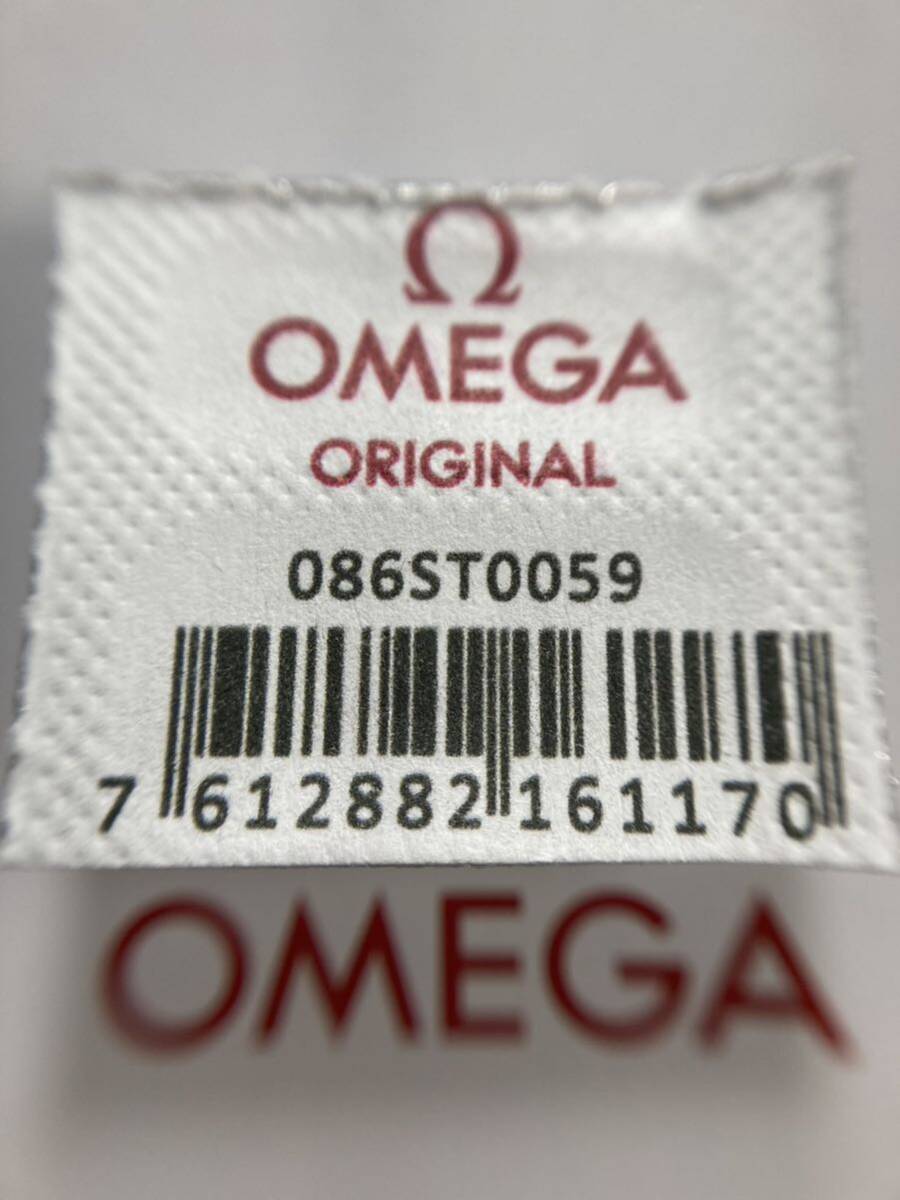 Ω
OMEGA
ORIGINAL
086ST0059
7 612882 161170
OMEGA